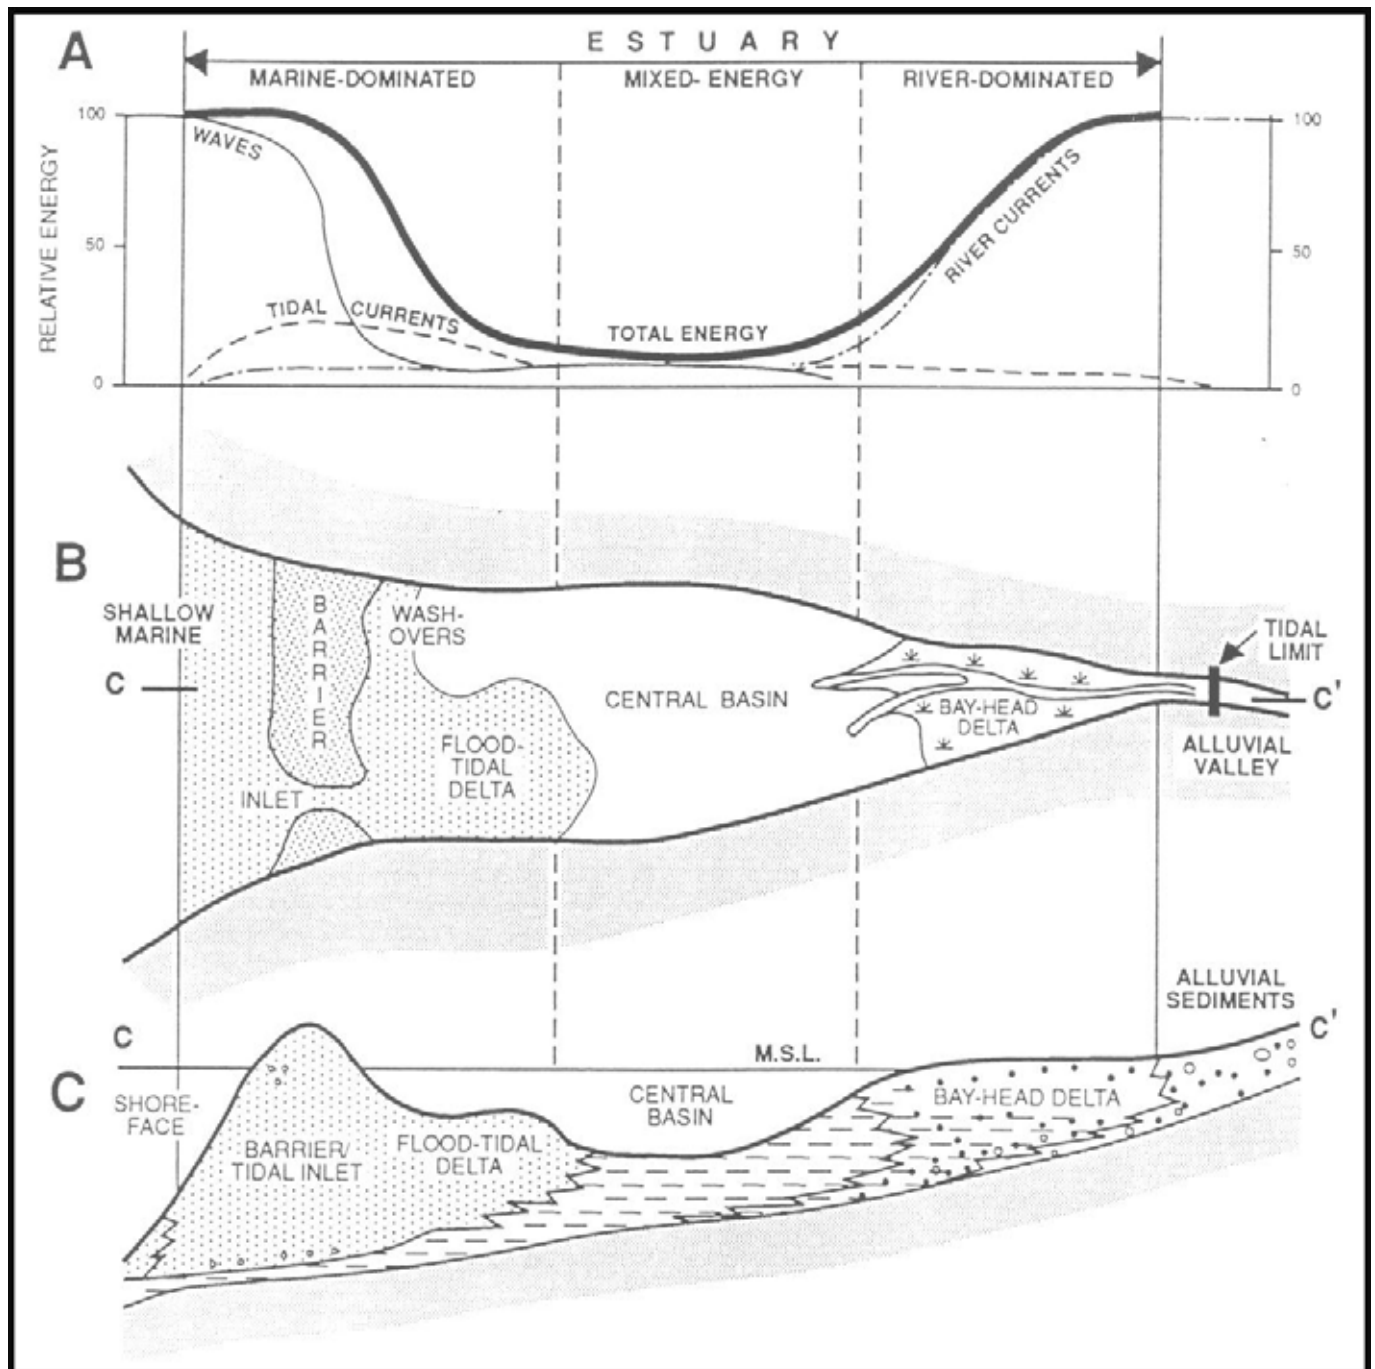 A
E S T U A R Y
MARINE-DOMINATED
MIXED- ENERGY
RIVER-DOMINATED
100
WAVES
100
RELATIVE ENERGY
50
50
RIVER CURRENTS
TIDAL CURRENTS
TOTAL ENERGY
0
0
B
SHALLOW
MARINE
BARRIER
WASH-
OVERS
TIDAL
LIMIT
C
CENTRAL BASIN
C'
BAY-HEAD
DELTA
FLOOD-
TIDAL
DELTA
ALLUVIAL
VALLEY
INLET
ALLUVIAL
SEDIMENTS
C
C'
M.S.L.
C
SHORE-
FACE
CENTRAL
BASIN
BAY-HEAD DELTA
BARRIER/
TIDAL INLET
FLOOD-TIDAL
DELTA